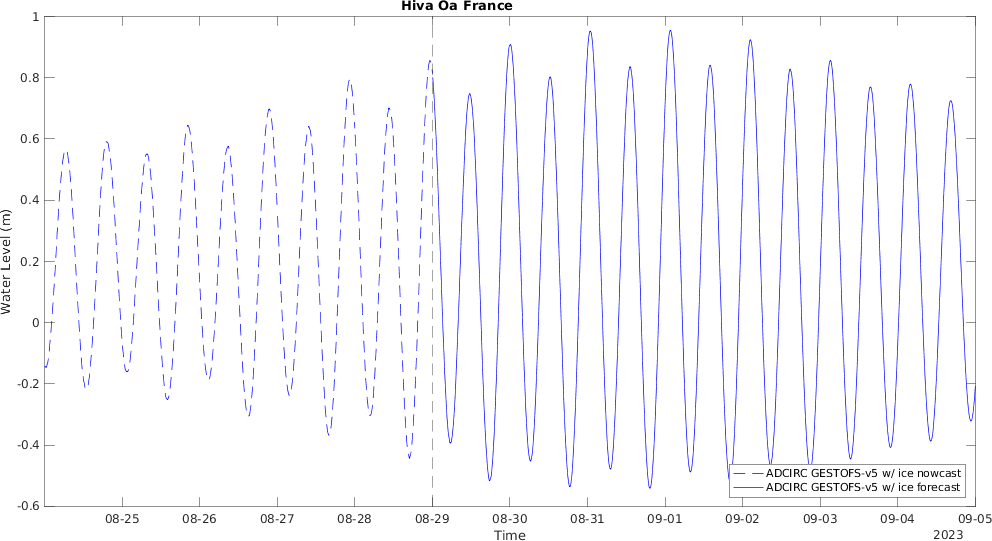 Hiva Oa France
1
0.8
0.6
0.4
0.2
0
-0.2
-0.4
-0.6
Water Level (m)
ADCIRC GESTOFS-v5 w/ ice nowcast
ADCIRC GESTOFS-v5 w/ ice forecast
08-25 08-26 08-27 08-28 08-29 08-30 08-31 09-01 09-02 09-03 09-04 09-05
Time
2023